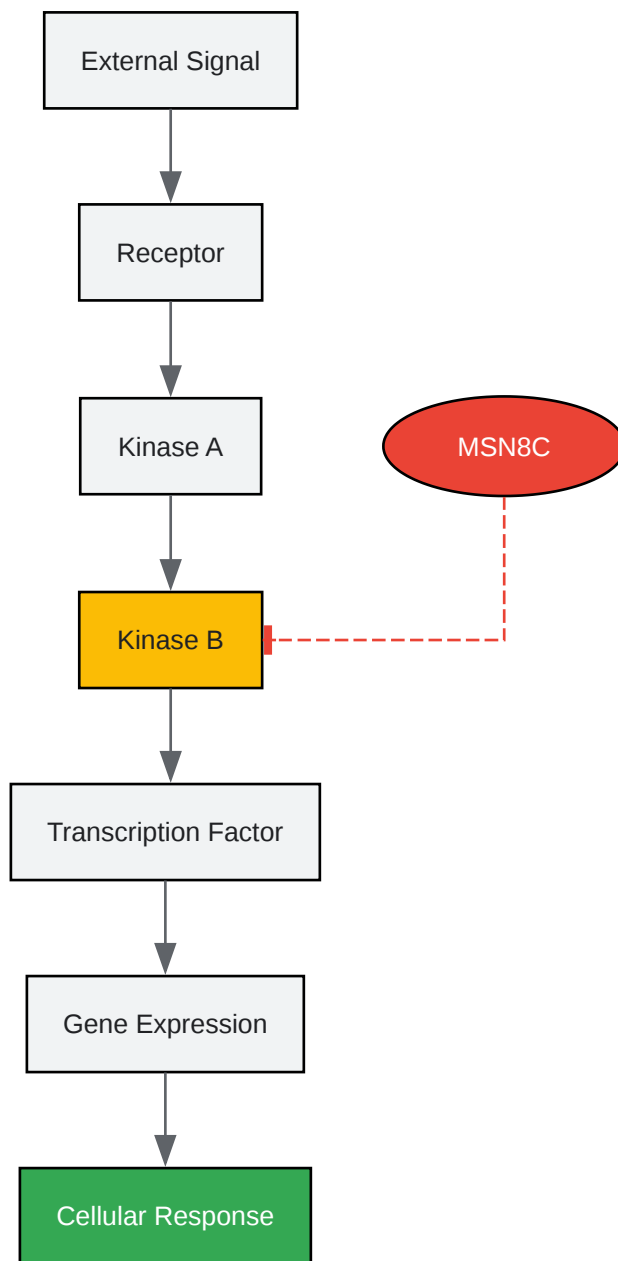 External Signal
Receptor
Kinase A
MSN8C
Kinase B
Transcription Factor
Gene Expression
Cellular Response